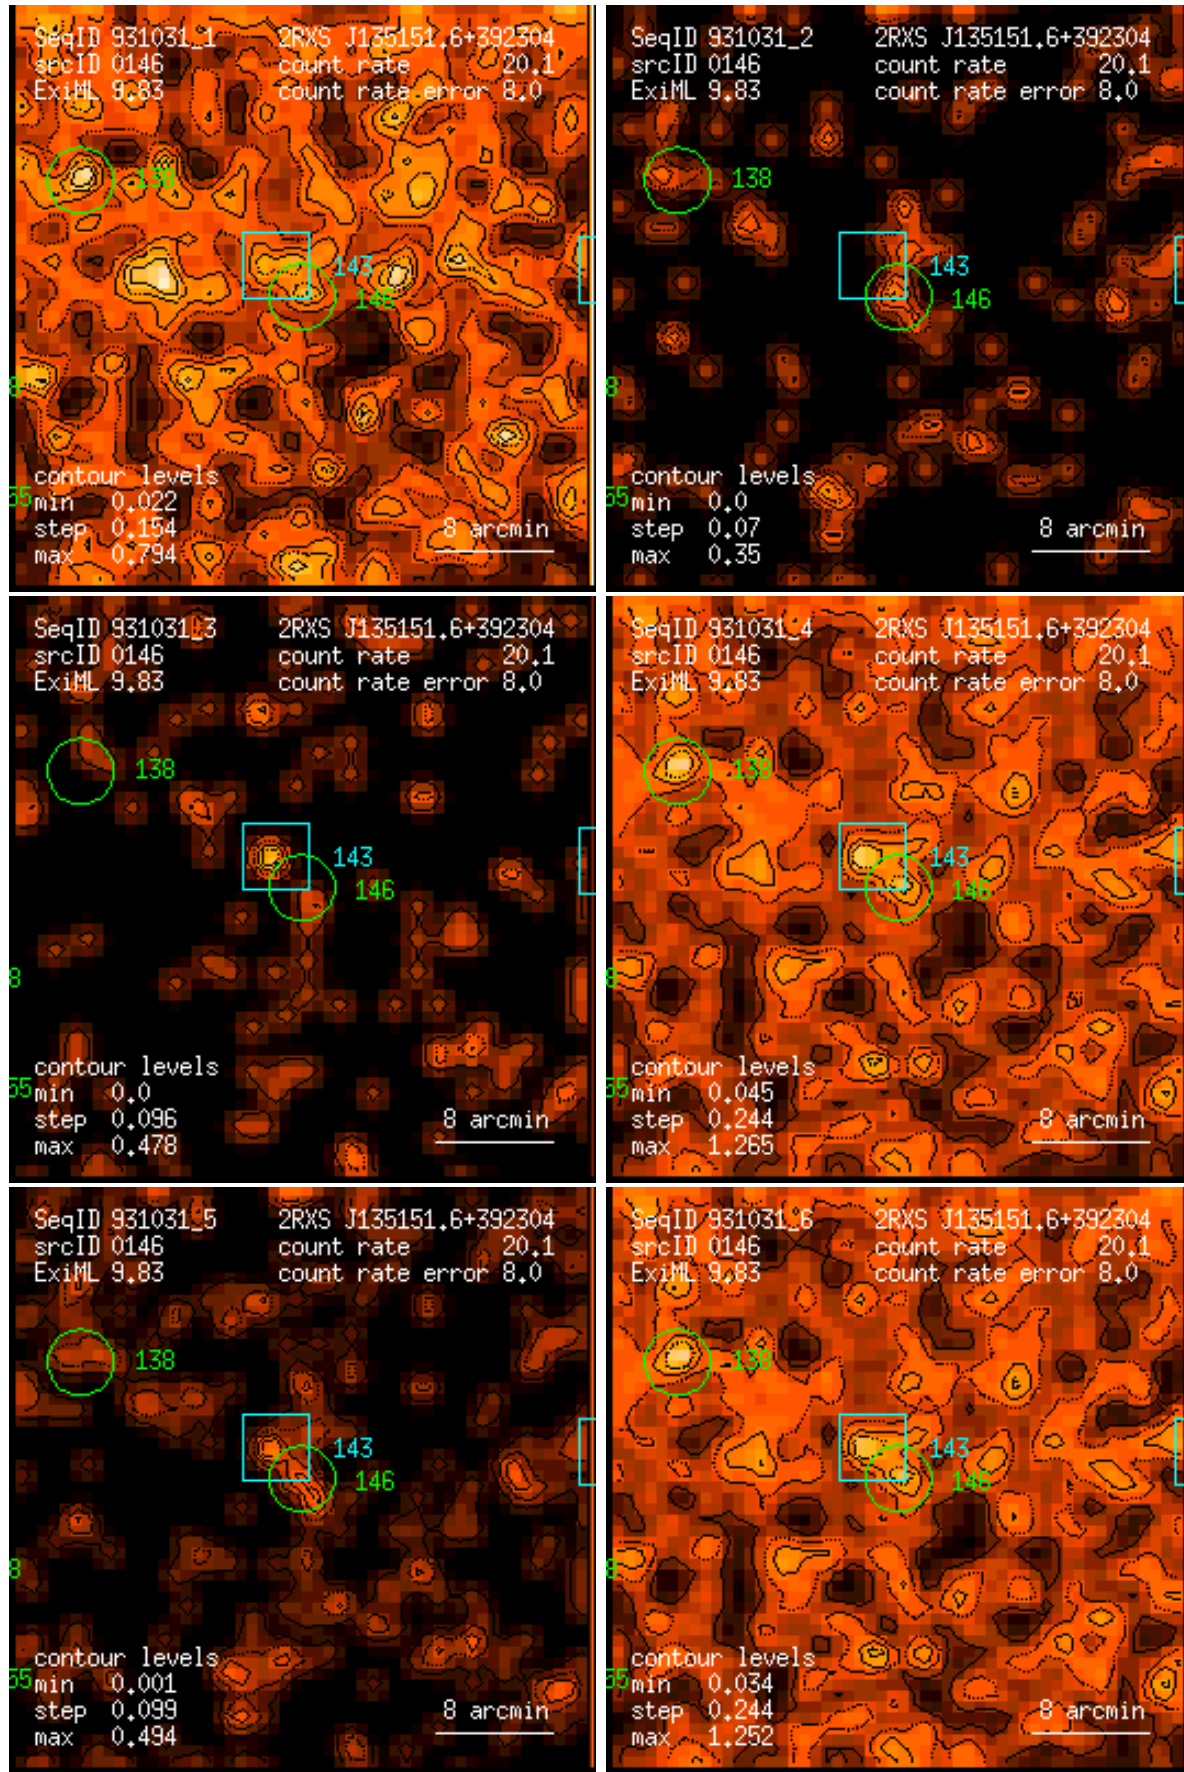 SeqID 931031_1 2RXS J135151.6+392304
srcID 0146 count rate 20.1
ExiML 9.83 count rate error 8.0
138
143
146
8
contour levels
55 min 0.022
step 0.154 8 arcmin
max 0.794
SeqID 931031_2 2RXS J135151.6+392304
srcID 0146 count rate 20.1
ExiML 9.83 count rate error 8.0
138
143
146
8
contour levels
55 min 0.0
step 0.07 8 arcmin
max 0.35
SeqID 931031_3 2RXS J135151.6+392304
srcID 0146 count rate 20.1
ExiML 9.83 count rate error 8.0
138
143
146
8
contour levels
55 min 0.0
step 0.096 8 arcmin
max 0.478
SeqID 931031_4 2RXS J135151.6+392304
srcID 0146 count rate 20.1
ExiML 9.83 count rate error 8.0
138
143
146
8
contour levels
55 min 0.045
step 0.244 8 arcmin
max 1.265
SeqID 931031_5 2RXS J135151.6+392304
srcID 0146 count rate 20.1
ExiML 9.83 count rate error 8.0
138
143
146
8
contour levels
55 min 0.001
step 0.099 8 arcmin
max 0.494
SeqID 931031_6 2RXS J135151.6+392304
srcID 0146 count rate 20.1
ExiML 9.83 count rate error 8.0
138
143
146
8
contour levels
55 min 0.034
step 0.244 8 arcmin
max 1.252